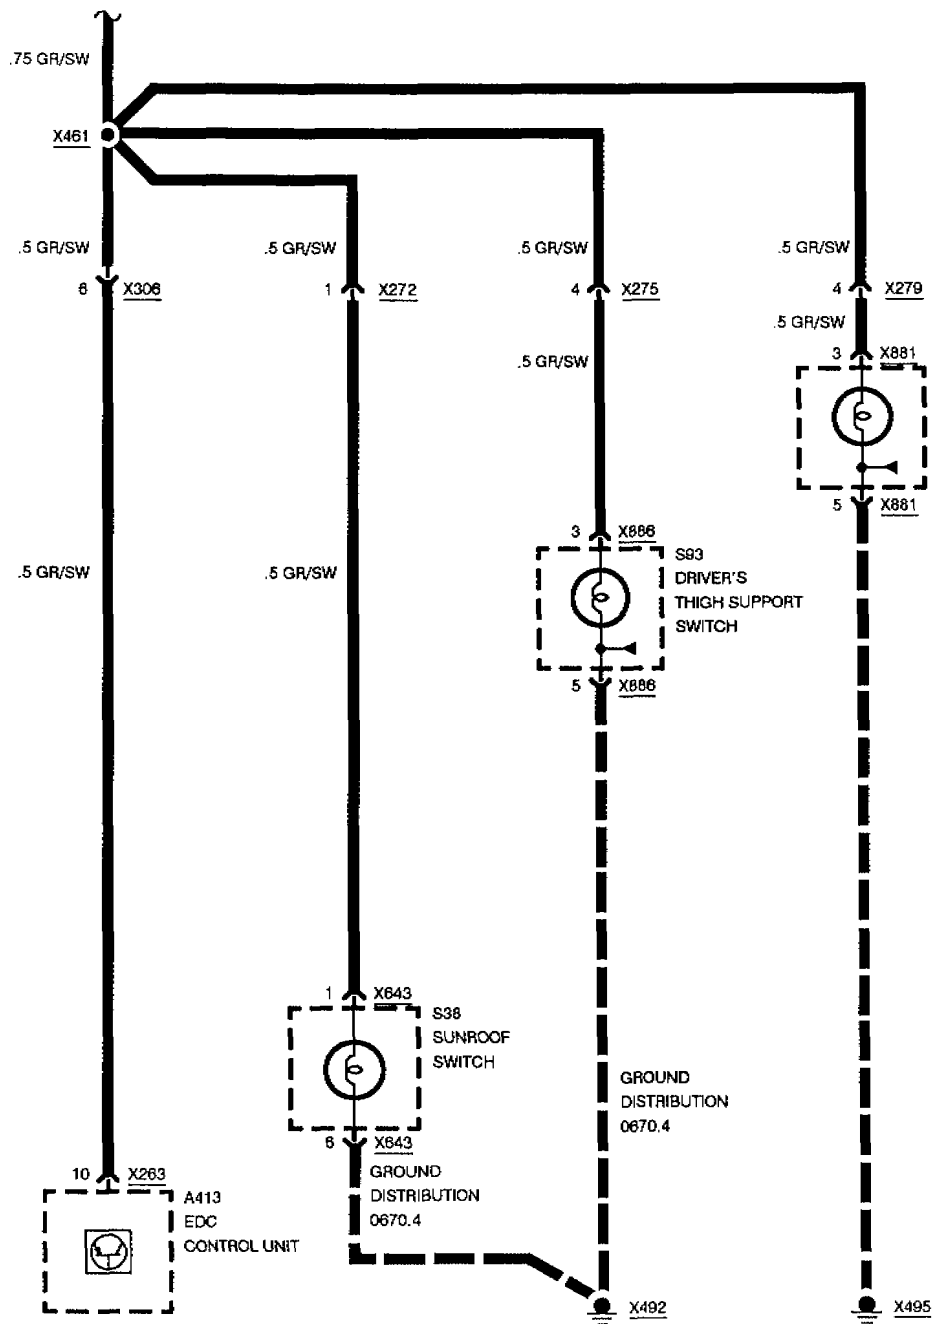 .75 GR/SW
X461
.5 GR/SW
.5 GR/SW
.5 GR/SW
.5 GR/SW
6 X306
1 X272
4 X275
4 X279
.5 GR/SW
3 X881
.5 GR/SW
5 X881
3 X886
S93
DRIVER'S
THIGH SUPPORT
SWITCH
.5 GR/SW
.5 GR/SW
5 X886
1 X643
S38
SUNROOF
SWITCH
GROUND
DISTRIBUTION
0670.4
6 X643
GROUND
DISTRIBUTION
0670.4
10 X263
A413
EDC
CONTROL UNIT
X492
X495